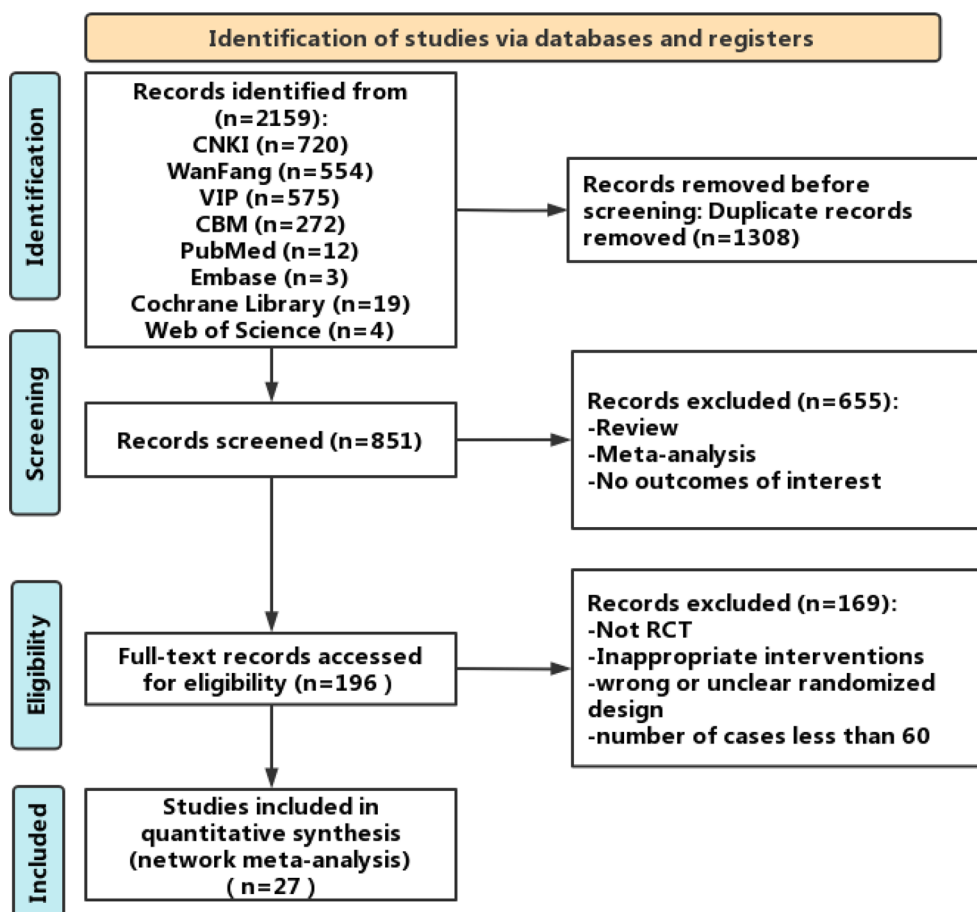 Identification of studies via databases and registers
Identification
Records identified from
(n=2159):
CNKI (n=720)
WanFang (n=554)
VIP (n=575)
CBM (n=272)
PubMed (n=12)
Embase (n=3)
Cochrane Library (n=19)
Web of Science (n=4)
Records removed before
screening: Duplicate records
removed (n=1308)
Screening
Records screened (n=851)
Records excluded (n=655):
-Review
-Meta-analysis
-No outcomes of interest
Eligibility
Full-text records accessed
for eligibility (n=196 )
Records excluded (n=169):
-Not RCT
-Inappropriate interventions
-wrong or unclear randomized
design
-number of cases less than 60
Included
Studies included in
quantitative synthesis
(network meta-analysis)
( n=27 )